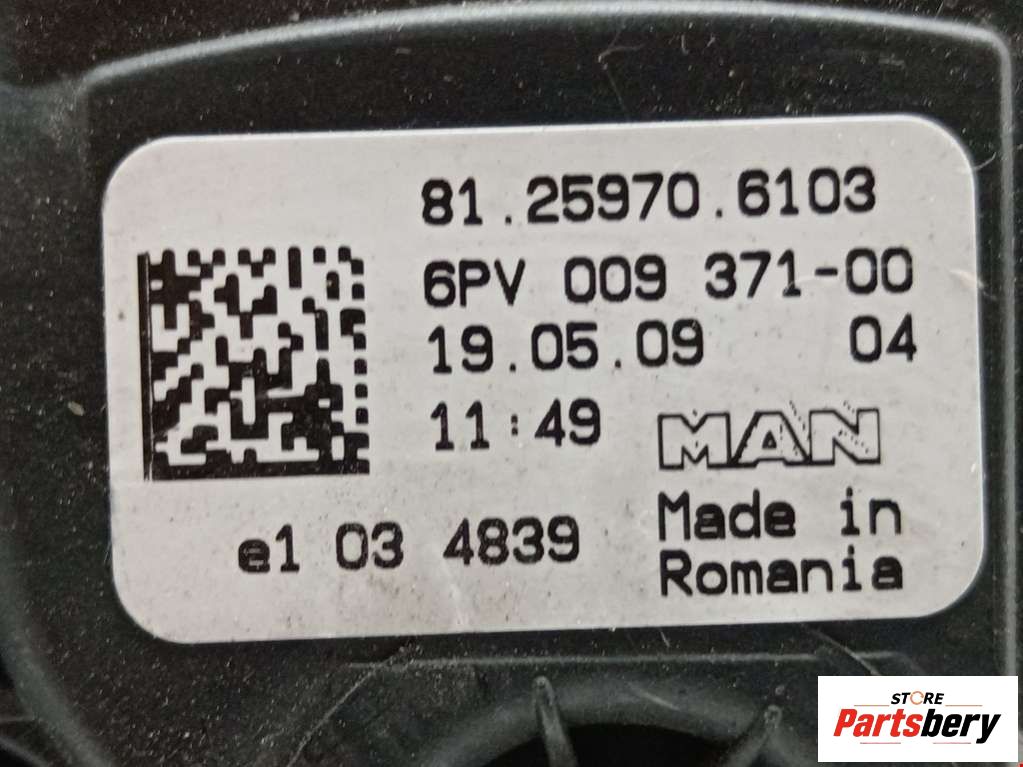 81.25970.6103
6PV 009 371-00
19.05.09 04
11:49
MAN
e1 03 4839
Made in
Romania
STORE
Partsbery